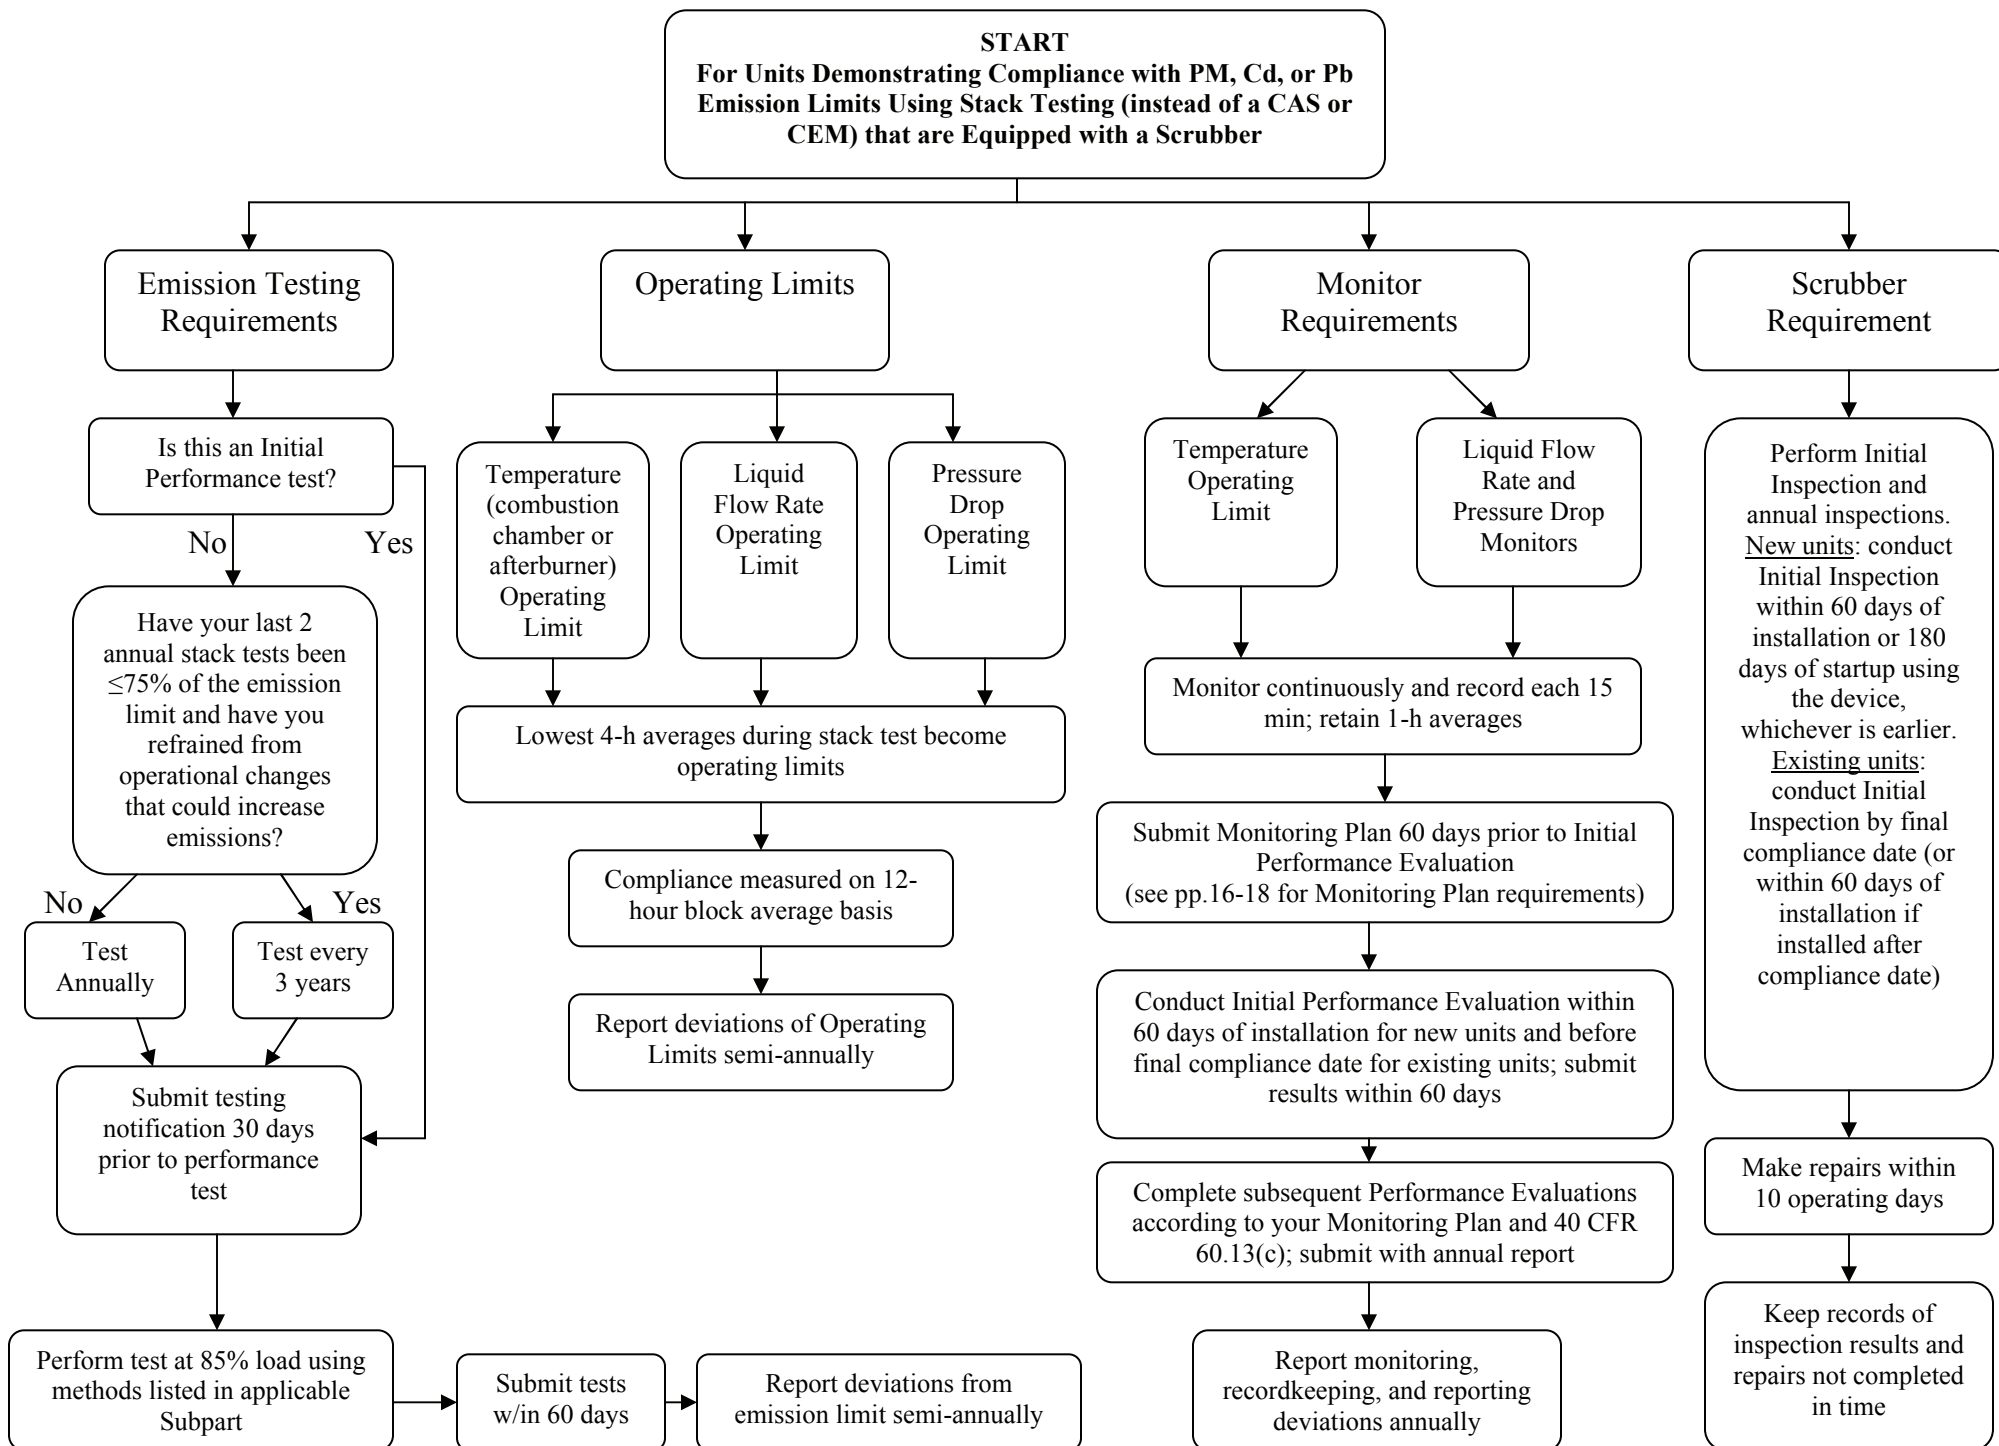 START
For Units Demonstrating Compliance with PM, Cd, or Pb
Emission Limits Using Stack Testing (instead of a CAS or
CEM) that are Equipped with a Scrubber
Emission Testing
Requirements
Operating Limits
Monitor
Requirements
Scrubber
Requirement
Is this an Initial
Performance test?
No
Yes
Have your last 2
annual stack tests been
≤75% of the emission
limit and have you
refrained from
operational changes
that could increase
emissions?
No
Yes
Test
Annually
Test every
3 years
Submit testing
notification 30 days
prior to performance
test
Perform test at 85% load using
methods listed in applicable
Subpart
Submit tests
w/in 60 days
Report deviations from
emission limit semi-annually
Temperature
(combustion
chamber or
afterburner)
Operating
Limit
Liquid
Flow Rate
Operating
Limit
Pressure
Drop
Operating
Limit
Lowest 4-h averages during stack test become
operating limits
Compliance measured on 12-
hour block average basis
Report deviations of Operating
Limits semi-annually
Temperature
Operating
Limit
Liquid Flow
Rate and
Pressure Drop
Monitors
Monitor continuously and record each 15
min; retain 1-h averages
Submit Monitoring Plan 60 days prior to Initial
Performance Evaluation
(see pp.16-18 for Monitoring Plan requirements)
Conduct Initial Performance Evaluation within
60 days of installation for new units and before
final compliance date for existing units; submit
results within 60 days
Complete subsequent Performance Evaluations
according to your Monitoring Plan and 40 CFR
60.13(c); submit with annual report
Report monitoring,
recordkeeping, and reporting
deviations annually
Perform Initial
Inspection and
annual inspections.
New units: conduct
Initial Inspection
within 60 days of
installation or 180
days of startup using
the device,
whichever is earlier.
Existing units:
conduct Initial
Inspection by final
compliance date (or
within 60 days of
installation if
installed after
compliance date)
Make repairs within
10 operating days
Keep records of
inspection results and
repairs not completed
in time